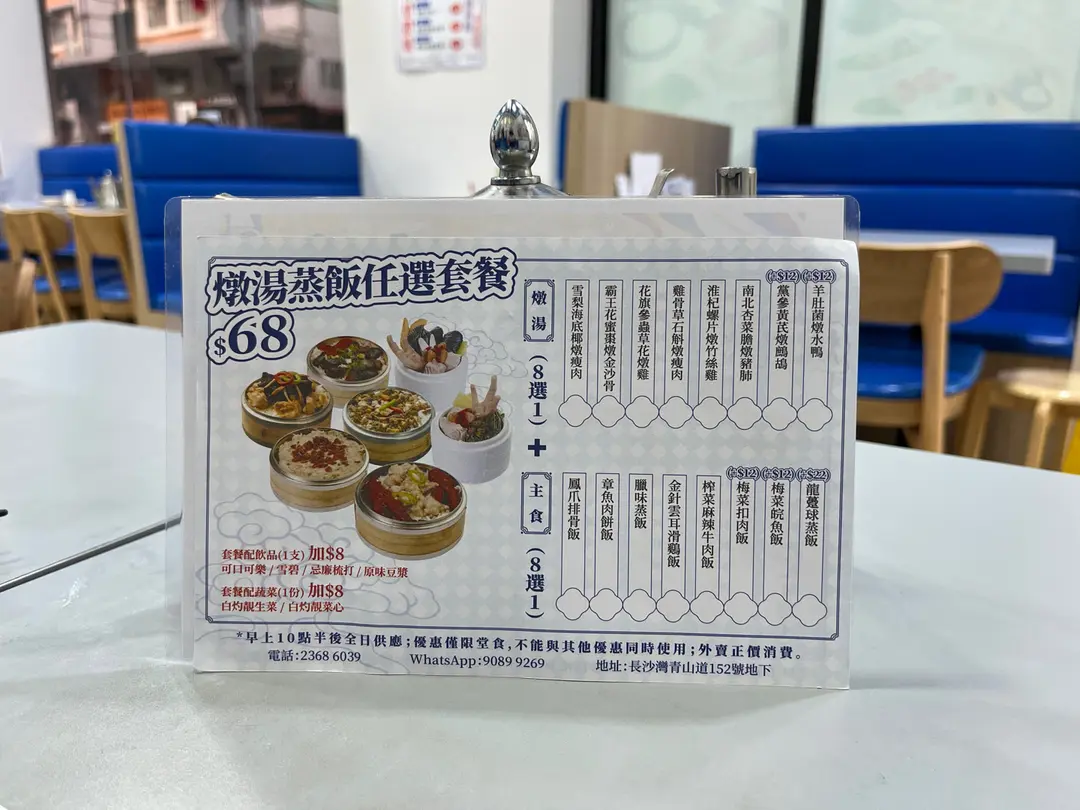 燉湯蒸飯任選套餐
$68
燉湯
(8選1)
+
主食
(8選1)
雪梨海底椰燉瘦肉
霸王花蜜棗燉金沙骨
花旗參蟲草花燉雞
雞骨草石斛燉瘦肉
淮杞螺片燉竹絲雞
南北杏菜膽燉豬肺
(+$12)
黨參黃芪燉鷓鴣
(+$12)
羊肚菌燉水鴨
鳳爪排骨飯
章魚肉餅飯
臘味蒸飯
金針雲耳滑鷄飯
榨菜麻辣牛肉飯
(+$12)
梅菜扣肉飯
(+$12)
梅菜皖魚飯
(+$22)
龍躉球蒸飯
套餐配飲品(1支) 加$8
可口可樂 / 雪碧 / 忌廉梳打 / 原味豆漿
套餐配蔬菜(1份) 加$8
白灼靚生菜 / 白灼靚菜心
*早上10點半後全日供應;優惠僅限堂食,不能與其他優惠同時使用;外賣正價消費。
電話:2368 6039 WhatsApp:9089 9269 地址:長沙灣青山道152號地下